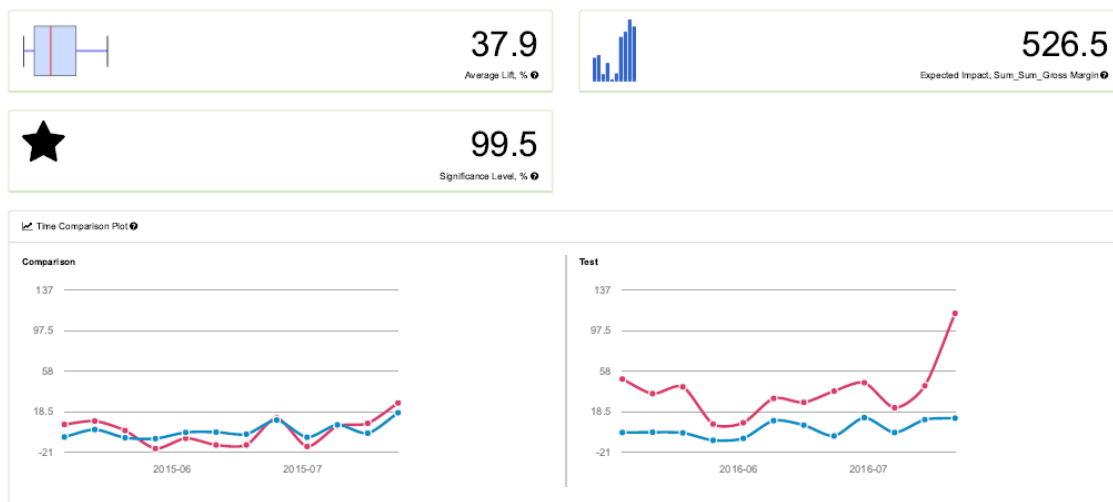 37.9
Average Lift, %
526.5
Expected Impact, Sum_Sum_Gross Margin
99.5
Significance Level, %
Time Comparison Plot
Comparison
137
97.5
58
18.5
-21
2015-06 2015-07
Test
137
97.5
58
18.5
-21
2016-06 2016-07